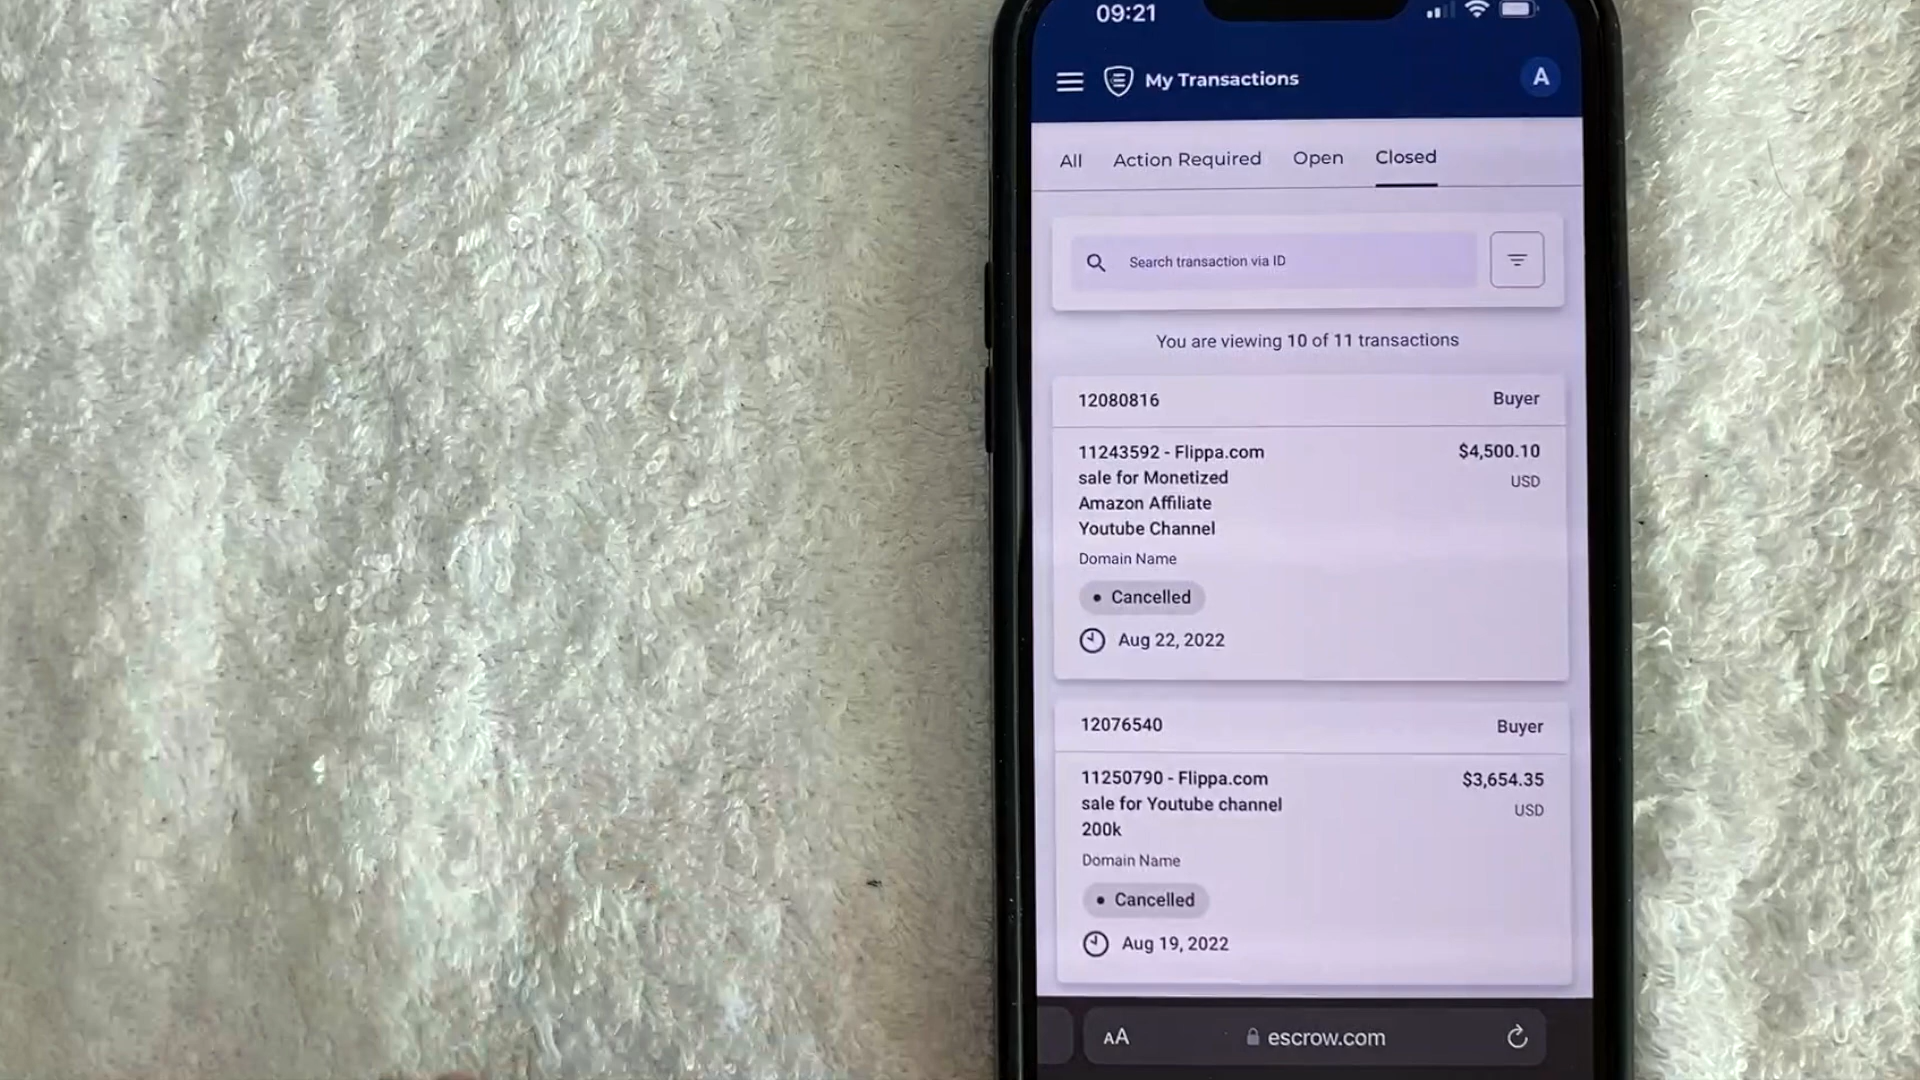 09:21
My Transactions
A
All Action Required Open Closed
Search transaction via ID
You are viewing 10 of 11 transactions
12080816 Buyer
11243592 - Flippa.com $4,500.10
sale for Monetized USD
Amazon Affiliate
Youtube Channel
Domain Name
• Cancelled
Aug 22, 2022
12076540 Buyer
11250790 - Flippa.com $3,654.35
sale for Youtube channel USD
200k
Domain Name
• Cancelled
Aug 19, 2022
AA escrow.com